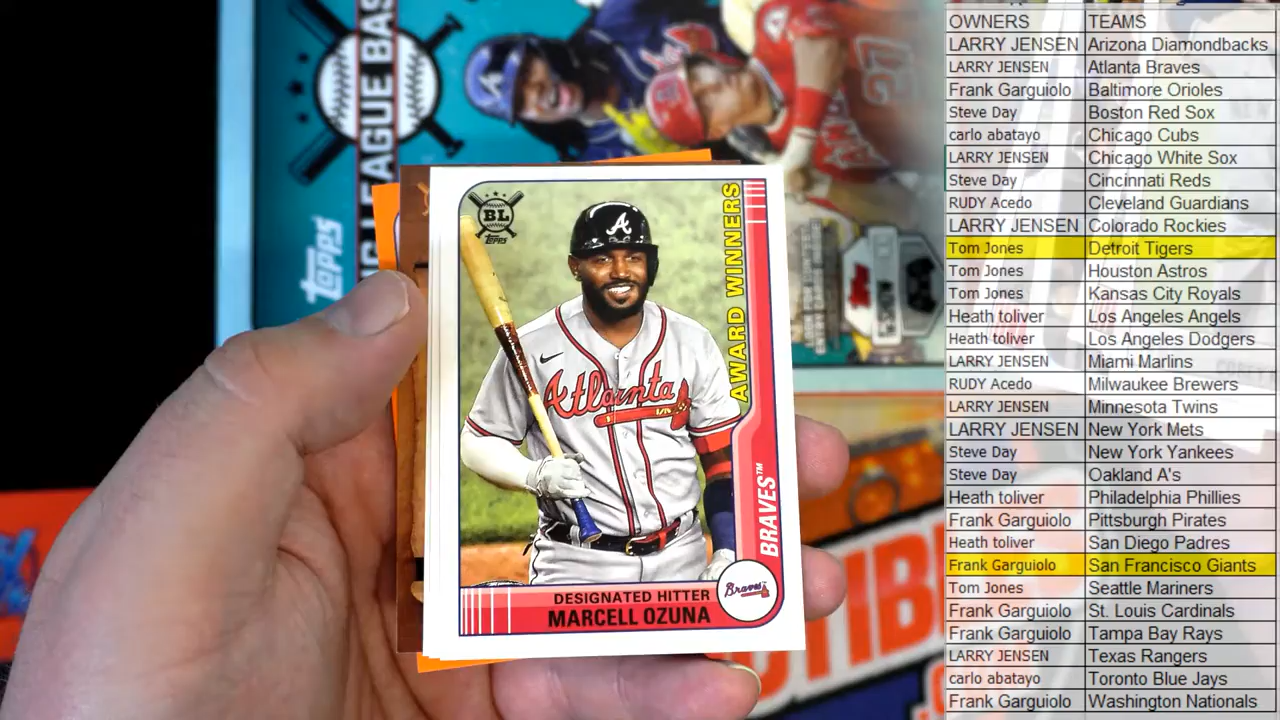 LEAGUE BAS
TOPPS
BL
TOPPS
AWARD WINNERS
A
Atlanta
BRAVES™
Braves
DESIGNATED HITTER
MARCELL OZUNA
27
OWNERS TEAMS
LARRY JENSEN Arizona Diamondbacks
LARRY JENSEN Atlanta Braves
Frank Garguiolo Baltimore Orioles
Steve Day Boston Red Sox
carlo abatayo Chicago Cubs
LARRY JENSEN Chicago White Sox
Steve Day Cincinnati Reds
RUDY Acedo Cleveland Guardians
LARRY JENSEN Colorado Rockies
Tom Jones Detroit Tigers
Tom Jones Houston Astros
Tom Jones Kansas City Royals
Heath toliver Los Angeles Angels
Heath toliver Los Angeles Dodgers
LARRY JENSEN Miami Marlins
RUDY Acedo Milwaukee Brewers
LARRY JENSEN Minnesota Twins
LARRY JENSEN New York Mets
Steve Day New York Yankees
Steve Day Oakland A's
Heath toliver Philadelphia Phillies
Frank Garguiolo Pittsburgh Pirates
Heath toliver San Diego Padres
Frank Garguiolo San Francisco Giants
Tom Jones Seattle Mariners
Frank Garguiolo St. Louis Cardinals
Frank Garguiolo Tampa Bay Rays
LARRY JENSEN Texas Rangers
carlo abatayo Toronto Blue Jays
Frank Garguiolo Washington Nationals